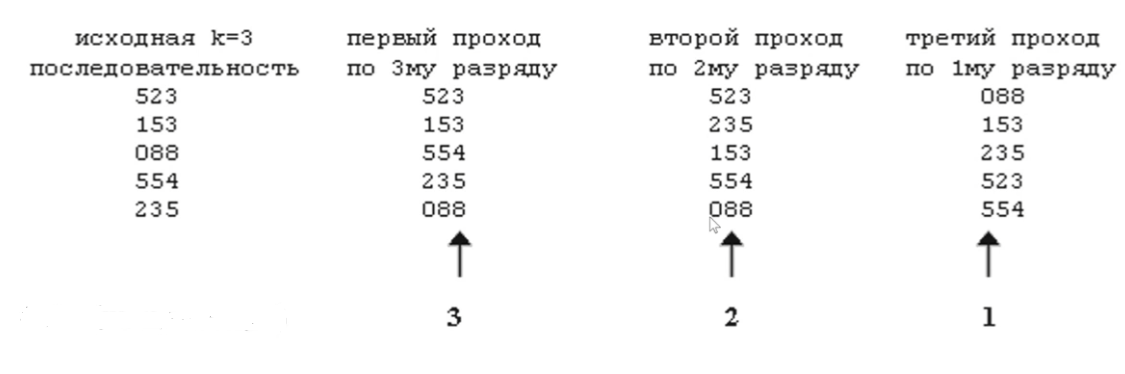 исходная k=3
последовательность
523
153
088
554
235
первый проход
по 3му разряду
523
153
554
235
088
3
второй проход
по 2му разряду
523
235
153
554
088
2
третий проход
по 1му разряду
088
153
235
523
554
1